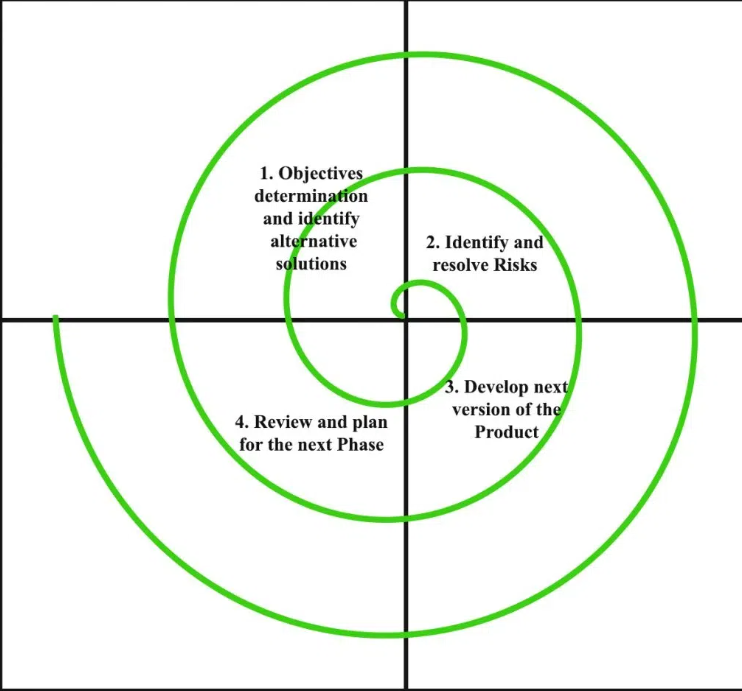 1. Objectives
determination
and identify
alternative
solutions
2. Identify and
resolve Risks
3. Develop next
version of the
Product
4. Review and plan
for the next Phase